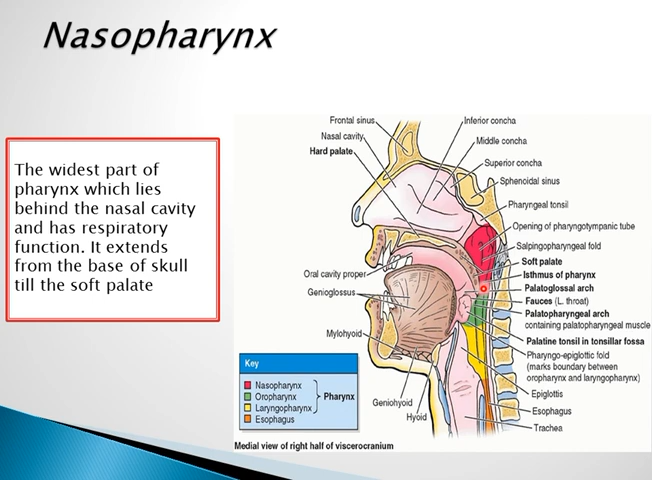 Nasopharynx
The widest part of
pharynx which lies
behind the nasal cavity
and has respiratory
function. It extends
from the base of skull
till the soft palate
Frontal sinus
Nasal cavity
Hard palate
Inferior concha
Middle concha
Superior concha
Sphenoidal sinus
Pharyngeal tonsil
Opening of pharyngotympanic tube
Salpingopharyngeal fold
Soft palate
Isthmus of pharynx
Palatoglossal arch
Fauces (L. throat)
Palatopharyngeal arch
containing palatopharyngeal muscle
Palatine tonsil in tonsillar fossa
Pharyngo-epiglottic fold
(marks boundary between
oropharynx and laryngopharynx)
Epiglottis
Esophagus
Trachea
Oral cavity proper
Genioglossus
Mylohyoid
Geniohyoid
Hyoid
Key
Nasopharynx
Oropharynx
Laryngopharynx
Esophagus
Pharynx
Medial view of right half of viscerocranium